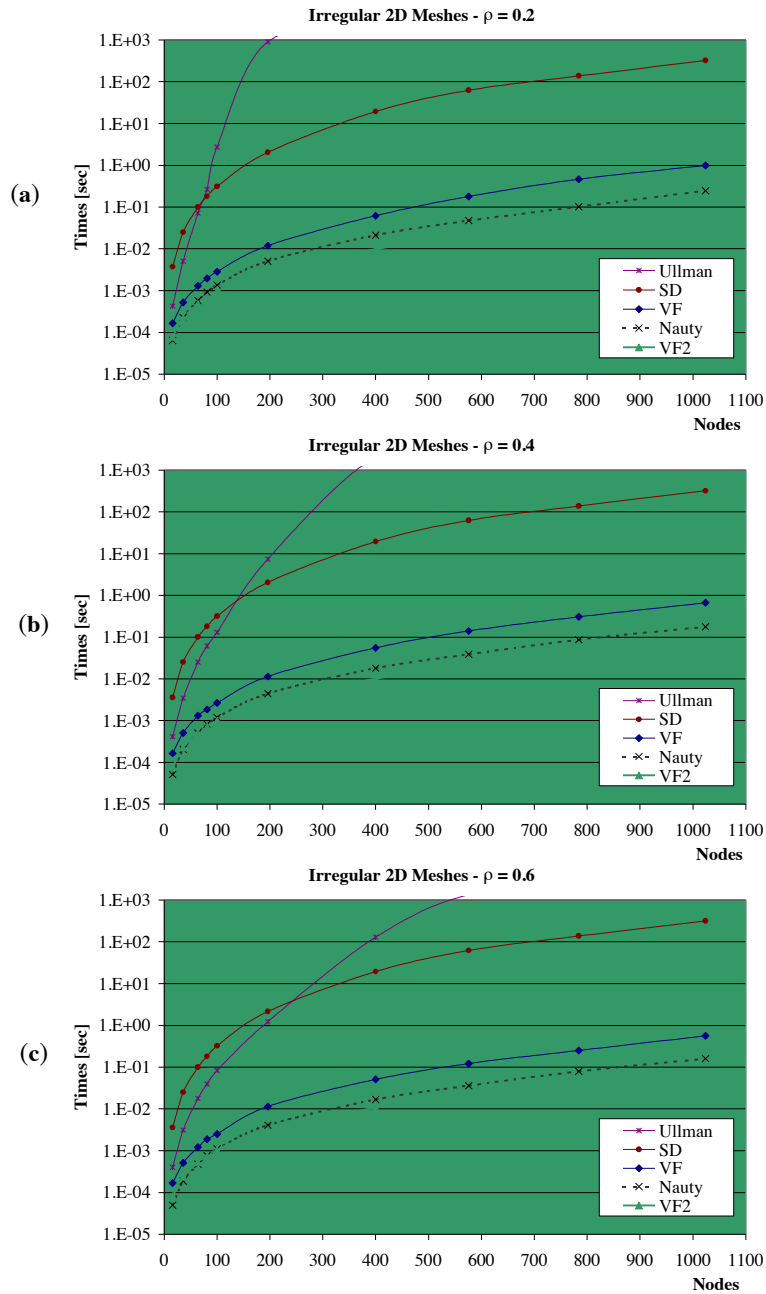 Irregular 2D Meshes - ρ = 0.2
(a)
Times [sec]
1.E+03
1.E+02
1.E+01
1.E+00
1.E-01
1.E-02
1.E-03
1.E-04
1.E-05
Ullman
SD
VF
Nauty
VF2
0 100 200 300 400 500 600 700 800 900 1000 1100
Nodes
Irregular 2D Meshes - ρ = 0.4
(b)
Times [sec]
1.E+03
1.E+02
1.E+01
1.E+00
1.E-01
1.E-02
1.E-03
1.E-04
1.E-05
Ullman
SD
VF
Nauty
VF2
0 100 200 300 400 500 600 700 800 900 1000 1100
Nodes
Irregular 2D Meshes - ρ = 0.6
(c)
Times [sec]
1.E+03
1.E+02
1.E+01
1.E+00
1.E-01
1.E-02
1.E-03
1.E-04
1.E-05
Ullman
SD
VF
Nauty
VF2
0 100 200 300 400 500 600 700 800 900 1000 1100
Nodes